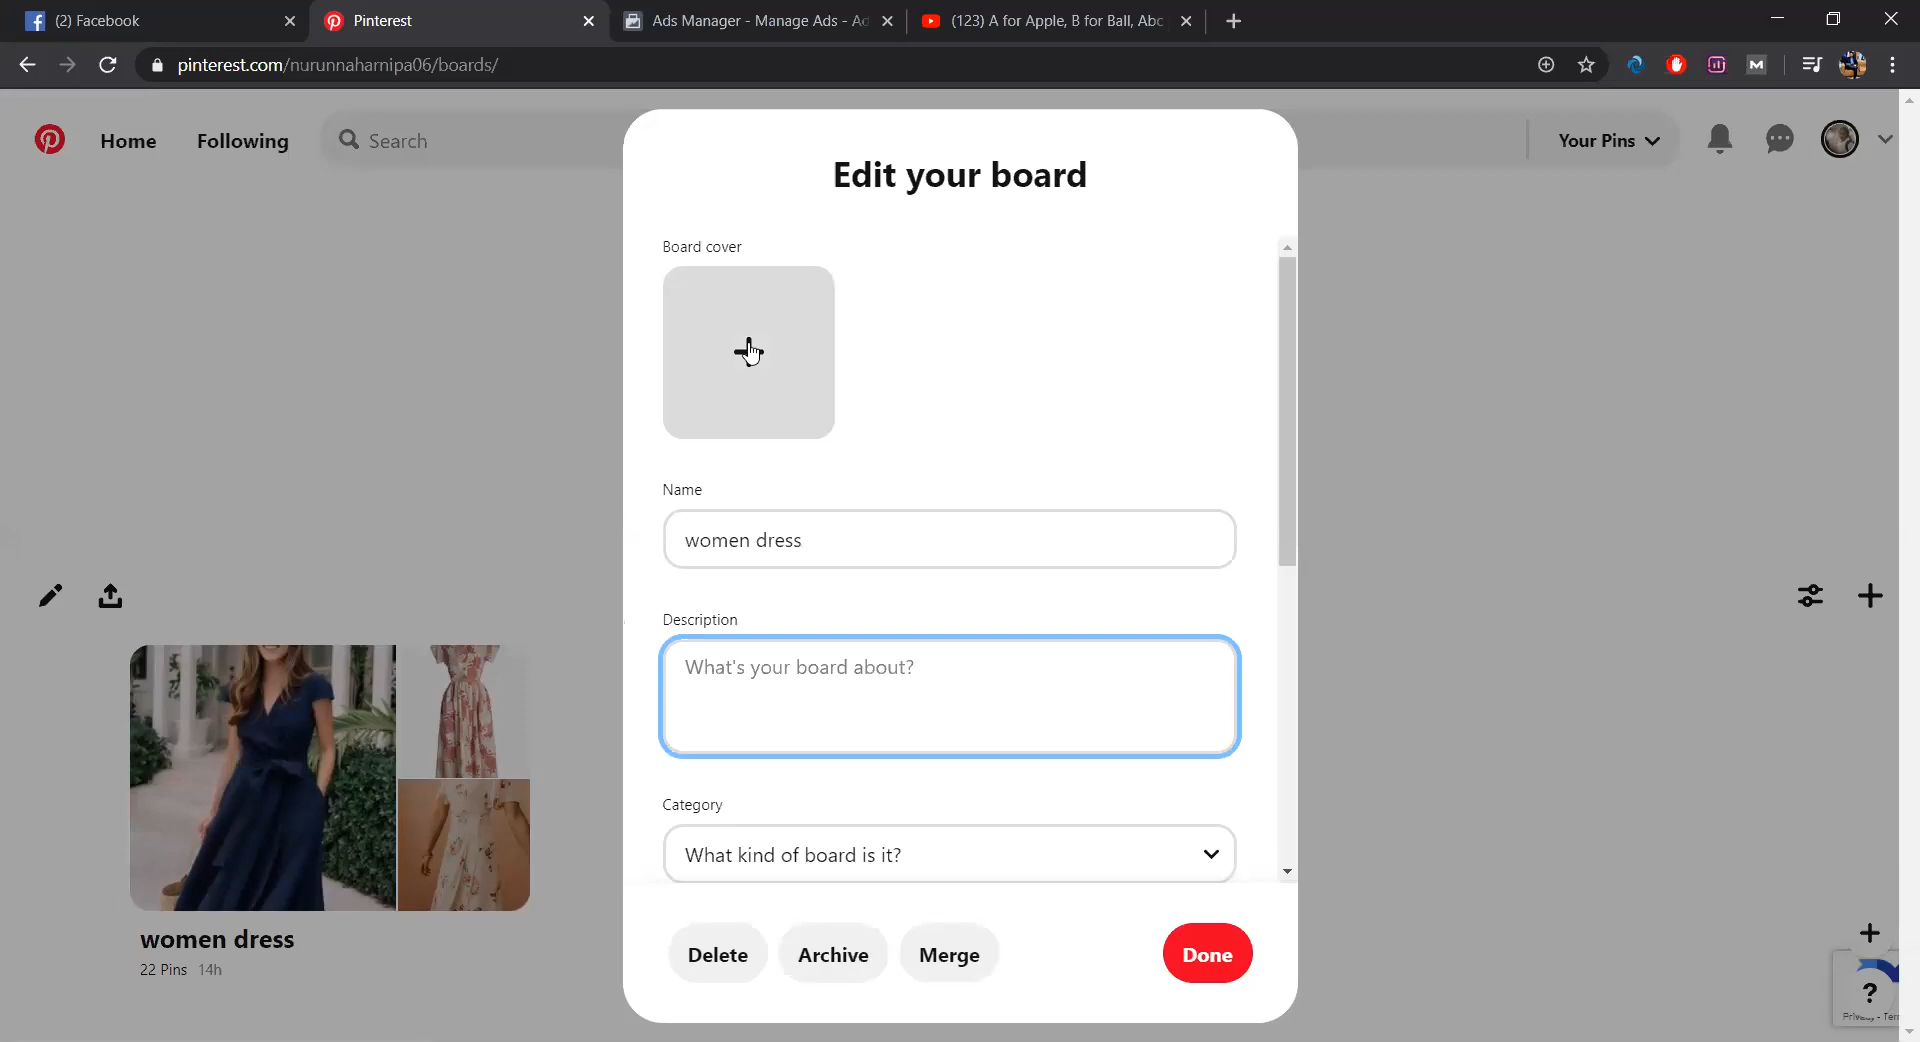 (2) Facebook
Pinterest
Ads Manager - Manage Ads - Ad
(123) A for Apple, B for Ball, Abc
pinterest.com/nurunnaharnipa06/boards/
Home
Following
Search
Your Pins
Edit your board
Board cover
Name
women dress
Description
What's your board about?
Category
What kind of board is it?
Delete
Archive
Merge
Done
women dress
22 Pins 14h
?